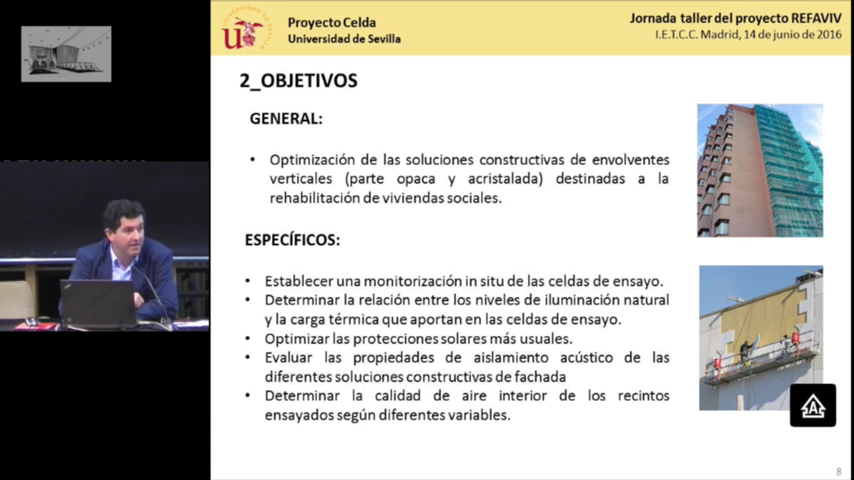 Proyecto Celda
Universidad de Sevilla
Jornada taller del proyecto REFAVIV
I.E.T.C.C. Madrid, 14 de junio de 2016
2_OBJETIVOS
GENERAL:
• Optimización de las soluciones constructivas de envolventes
verticales (parte opaca y acristalada) destinadas a la
rehabilitación de viviendas sociales.
ESPECÍFICOS:
• Establecer una monitorización in situ de las celdas de ensayo.
• Determinar la relación entre los niveles de iluminación natural
y la carga térmica que aportan en las celdas de ensayo.
• Optimizar las protecciones solares más usuales.
• Evaluar las propiedades de aislamiento acústico de las
diferentes soluciones constructivas de fachada
• Determinar la calidad de aire interior de los recintos
ensayados según diferentes variables.
8